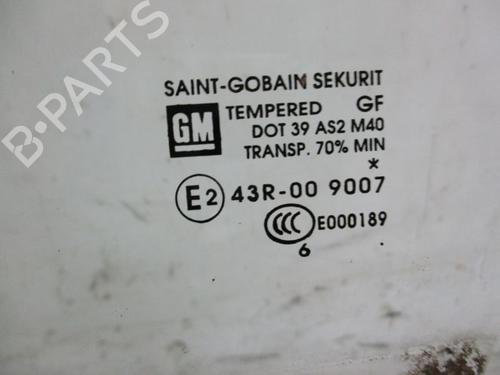 SAINT-GOBAIN SEKURIT
GM
TEMPERED GF
DOT 39 AS2 M40
TRANSP. 70% MIN
*
E2 43R-00 9007
CCC E000189
6
B-Parts